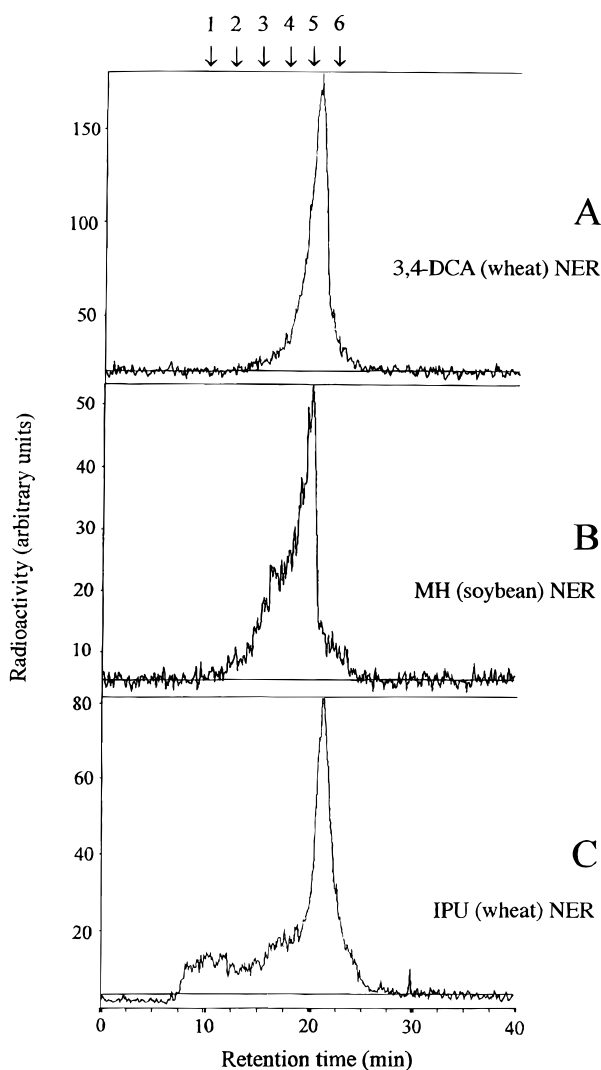 1 2 3 4 5 6
150
100
50
A
3,4-DCA (wheat) NER
50
40
30
20
10
B
MH (soybean) NER
Radioactivity (arbitrary units)
80
60
40
20
C
IPU (wheat) NER
0 10 20 30 40
Retention time (min)